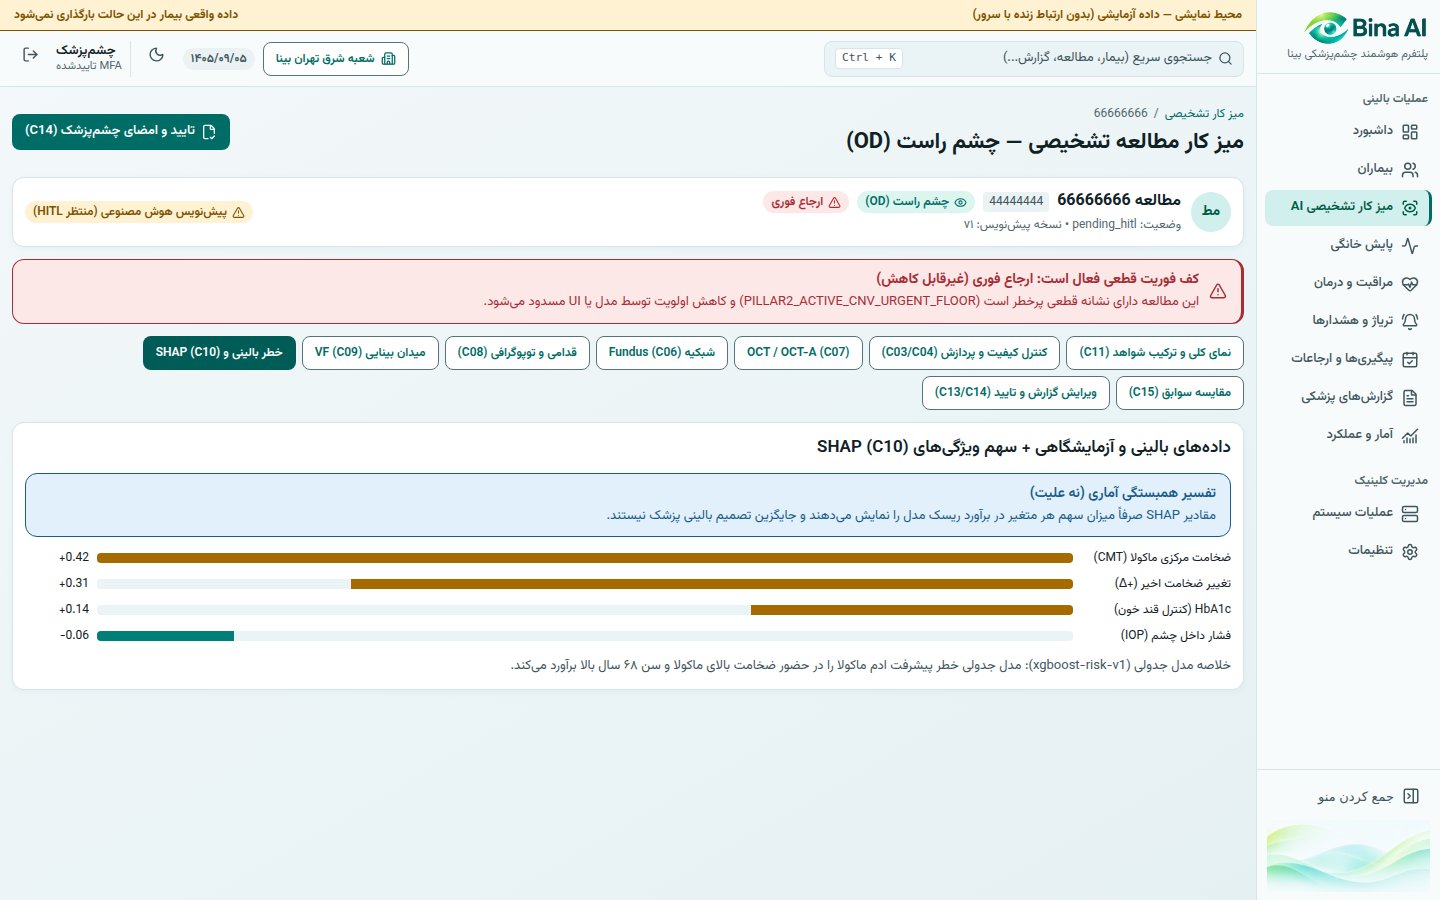 محیط نمایشی — داده آزمایشی (بدون ارتباط زنده با سرور)
داده واقعی بیمار در این حالت بارگذاری نمی‌شود
Bina AI
پلتفرم هوشمند چشم‌پزشکی بینا
جستجوی سریع (بیمار، مطالعه، گزارش...)
Ctrl + K
شعبه شرق تهران بینا
۱۴۰۵/۰۹/۰۵
چشم‌پزشک
MFA تاییدشده
عملیات بالینی
داشبورد
بیماران
میز کار تشخیصی AI
پایش خانگی
مراقبت و درمان
تریاژ و هشدارها
پیگیری‌ها و ارجاعات
گزارش‌های پزشکی
آمار و عملکرد
مدیریت کلینیک
عملیات سیستم
تنظیمات
جمع کردن منو
میز کار تشخیصی / 66666666
میز کار مطالعه تشخیصی — چشم راست (OD)
تایید و امضای چشم‌پزشک (C14)
مط
مطالعه 66666666
44444444
چشم راست (OD)
ارجاع فوری
وضعیت: pending_hitl • نسخه پیش‌نویس: ۷۱
پیش‌نویس هوش مصنوعی (منتظر HITL)
کف فوریت قطعی فعال است: ارجاع فوری (غیرقابل کاهش)
این مطالعه دارای نشانه قطعی پرخطر است (PILLAR2_ACTIVE_CNV_URGENT_FLOOR) و کاهش اولویت توسط مدل یا UI مسدود می‌شود.
نمای کلی و ترکیب شواهد (C11)
کنترل کیفیت و پردازش (C03/C04)
OCT / OCT-A (C07)
شبکیه Fundus (C06)
قدامی و توپوگرافی (C08)
میدان بینایی VF (C09)
خطر بالینی و SHAP (C10)
مقایسه سوابق (C15)
ویرایش گزارش و تایید (C13/C14)
داده‌های بالینی و آزمایشگاهی + سهم ویژگی‌های SHAP (C10)
تفسیر همبستگی آماری (نه علیت)
مقادیر SHAP صرفاً میزان سهم هر متغیر در برآورد ریسک مدل را نمایش می‌دهند و جایگزین تصمیم بالینی پزشک نیستند.
ضخامت مرکزی ماکولا (CMT)
+0.42
تغییر ضخامت اخیر (Δ+)
+0.31
HbA1c (کنترل قند خون)
+0.14
فشار داخل چشم (IOP)
−0.06
خلاصه مدل جدولی (xgboost-risk-v1): مدل جدولی خطر پیشرفت ادم ماکولا را در حضور ضخامت بالای ماکولا و سن ۶۸ سال بالا برآورد می‌کند.